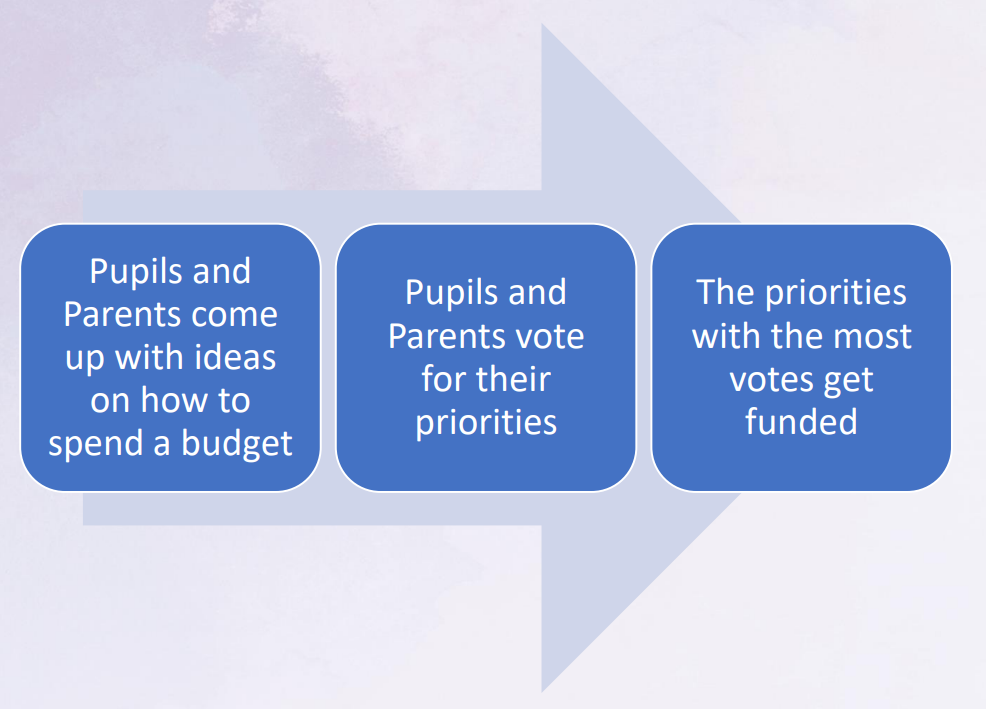 Pupils and
Parents come
up with ideas
on how to
spend a budget
Pupils and
Parents vote
for their
priorities
The priorities
with the most
votes get
funded